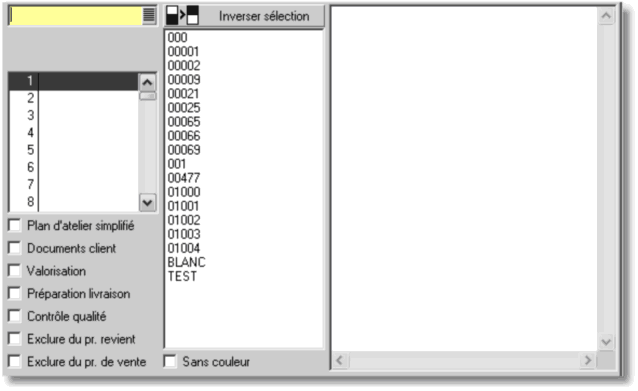 Inverser sélection
000
00001
00002
00009
00021
00025
00065
00066
00069
001
00477
01000
01001
01002
01003
01004
BLANC
TEST
1
2
3
4
5
6
7
8
Plan d'atelier simplifié
Documents client
Valorisation
Préparation livraison
Contrôle qualité
Exclure du pr. revient
Exclure du pr. de vente
Sans couleur